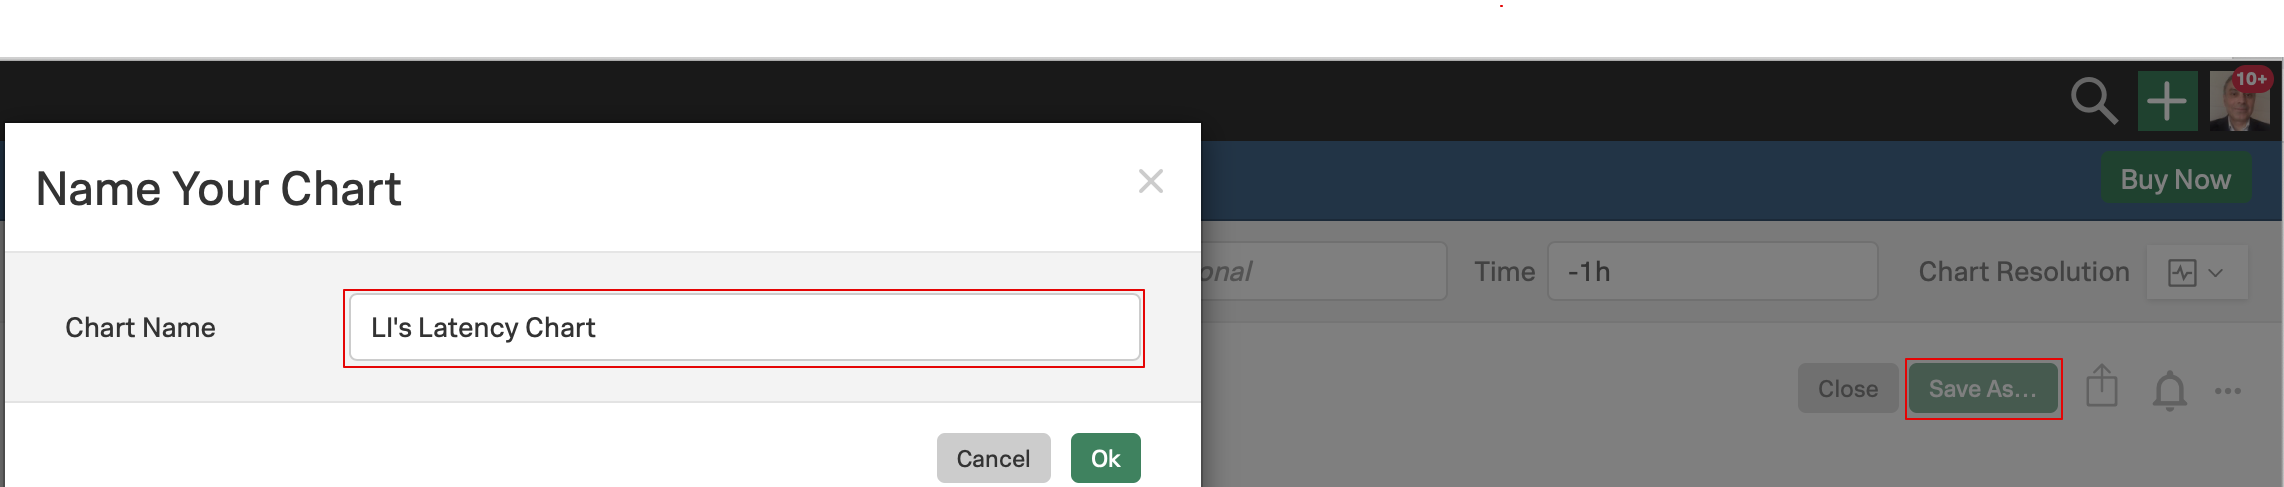 10+
Buy Now
Name Your Chart
onal Time -1h Chart Resolution
Chart Name LI's Latency Chart
Close Save As...
Cancel Ok